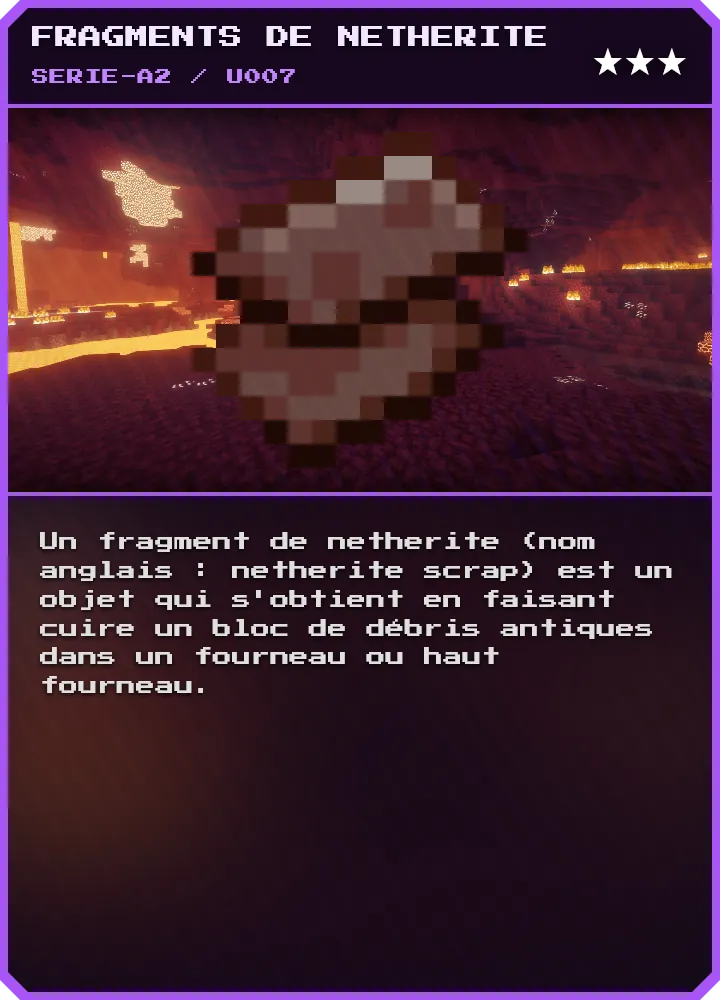 FRAGMENTS DE NETHERITE
SERIE-A2 / U007
★★★
Un fragment de netherite (nom
anglais : netherite scrap) est un
objet qui s'obtient en faisant
cuire un bloc de débris antiques
dans un fourneau ou haut
fourneau.